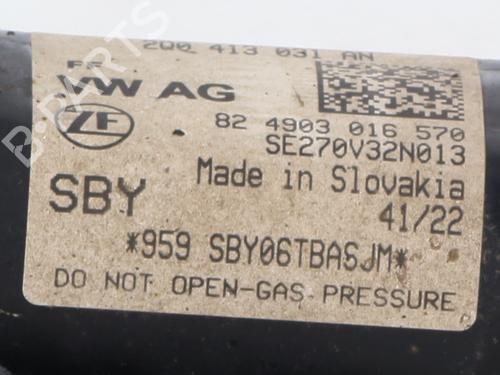 2Q0 413 031 AN
VW AG
ZF
82 4903 016 570
SE270V32N013
SBY
Made in Slovakia
41/22
*959 SBY06TBASJM*
DO NOT OPEN-GAS PRESSURE
B-PARTS